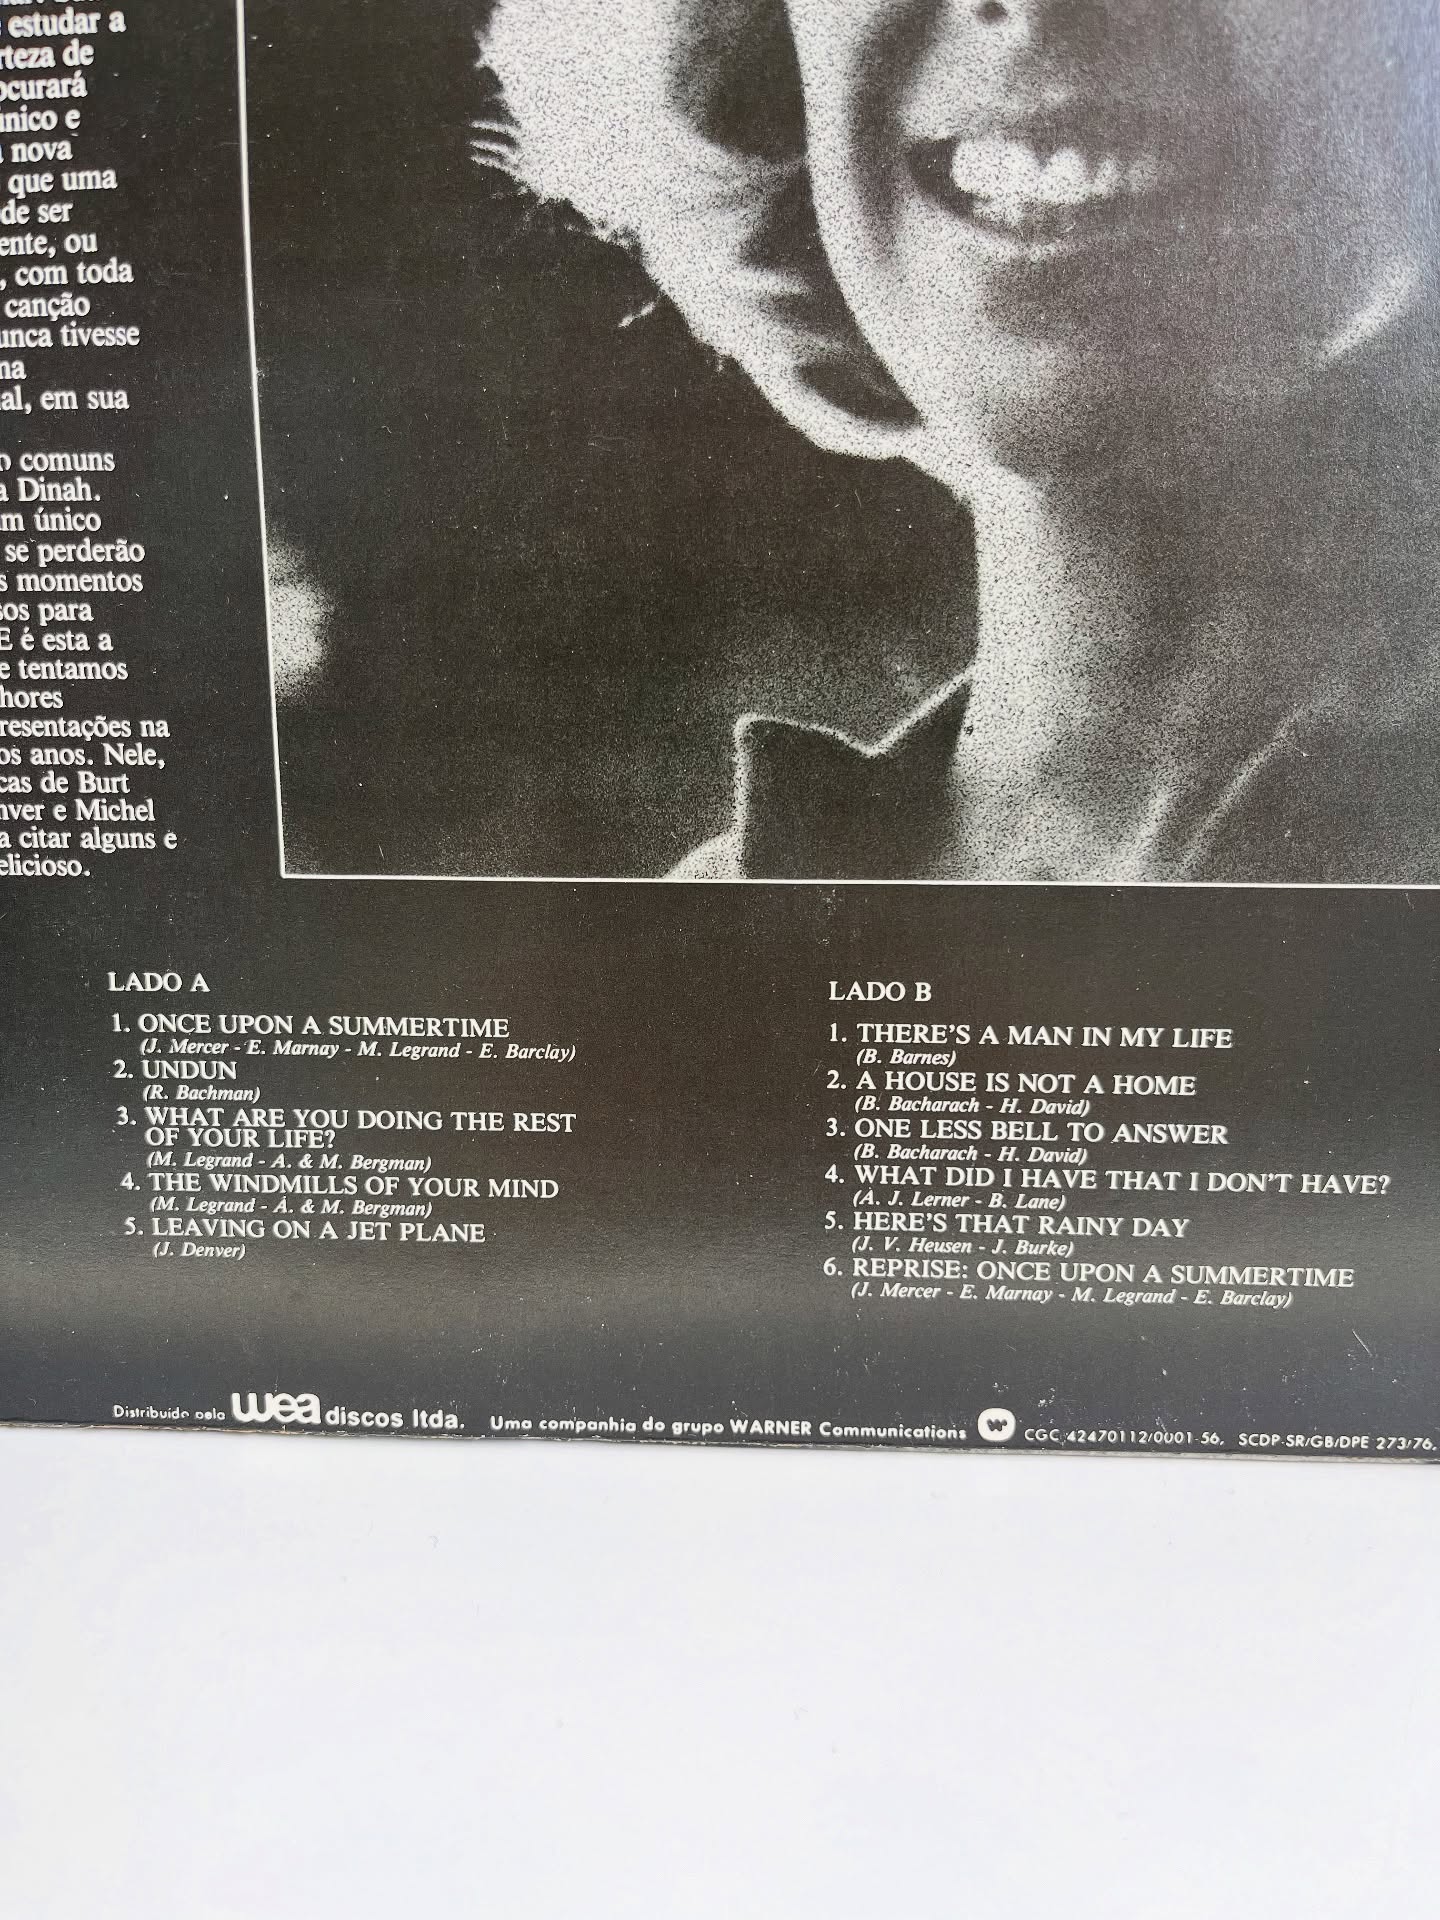 estudar a
rteza de
ocurará
único e
nova
que uma
de ser
ente, ou
, com toda
canção
unca tivesse
na
al, em sua
o comuns
a Dinah.
m único
se perderão
s momentos
sos para
E é esta a
e tentamos
hores
resentações na
os anos. Nele,
cas de Burt
nver e Michel
a citar alguns e
elicioso.
LADO A
1. ONCE UPON A SUMMERTIME
(J. Mercer - E. Marnay - M. Legrand - E. Barclay)
2. UNDUN
(R. Bachman)
3. WHAT ARE YOU DOING THE REST
OF YOUR LIFE?
(M. Legrand - A. & M. Bergman)
4. THE WINDMILLS OF YOUR MIND
(M. Legrand - A. & M. Bergman)
5. LEAVING ON A JET PLANE
(J. Denver)
LADO B
1. THERE'S A MAN IN MY LIFE
(B. Barnes)
2. A HOUSE IS NOT A HOME
(B. Bacharach - H. David)
3. ONE LESS BELL TO ANSWER
(B. Bacharach - H. David)
4. WHAT DID I HAVE THAT I DON'T HAVE?
(A. J. Lerner - B. Lane)
5. HERE'S THAT RAINY DAY
(J. V. Heusen - J. Burke)
6. REPRISE: ONCE UPON A SUMMERTIME
(J. Mercer - E. Marnay - M. Legrand - E. Barclay)
Distribuido pela wea discos ltda. Uma companhia do grupo WARNER Communications W CGC 42470112/0001-56. SCDP-SR/GB/DPE 273/76.